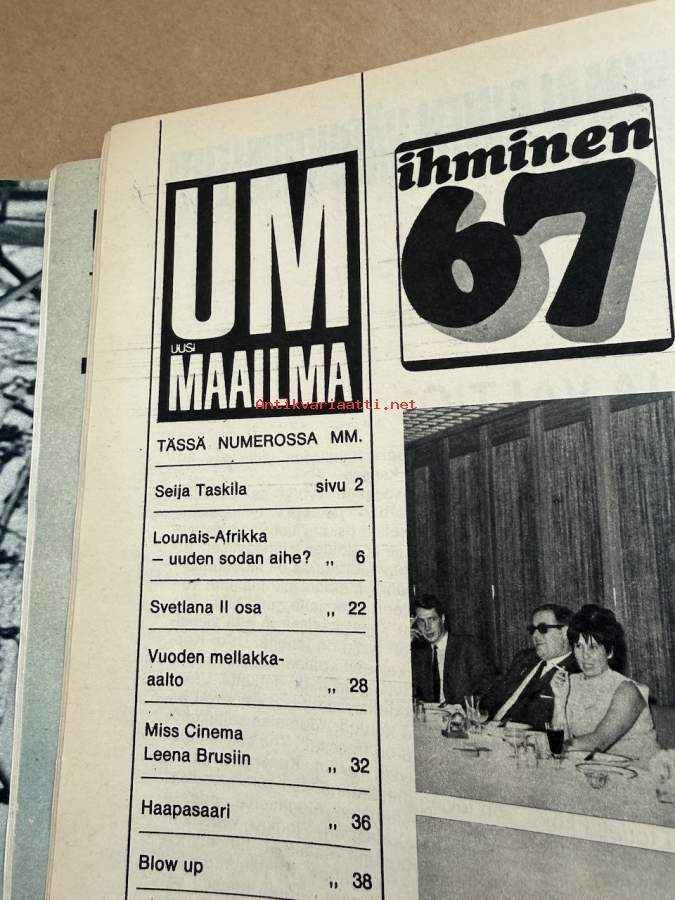 UM
UUSI
MAAILMA
TÄSSÄ NUMEROSSA MM.
Seija Taskila sivu 2
Lounais-Afrikka
– uuden sodan aihe? „ 6
Svetlana II osa „ 22
Vuoden mellakka-
aalto „ 28
Miss Cinema
Leena Brusiin „ 32
Haapasaari „ 36
Blow up „ 38
ihminen
67
Antikvariaatti.net